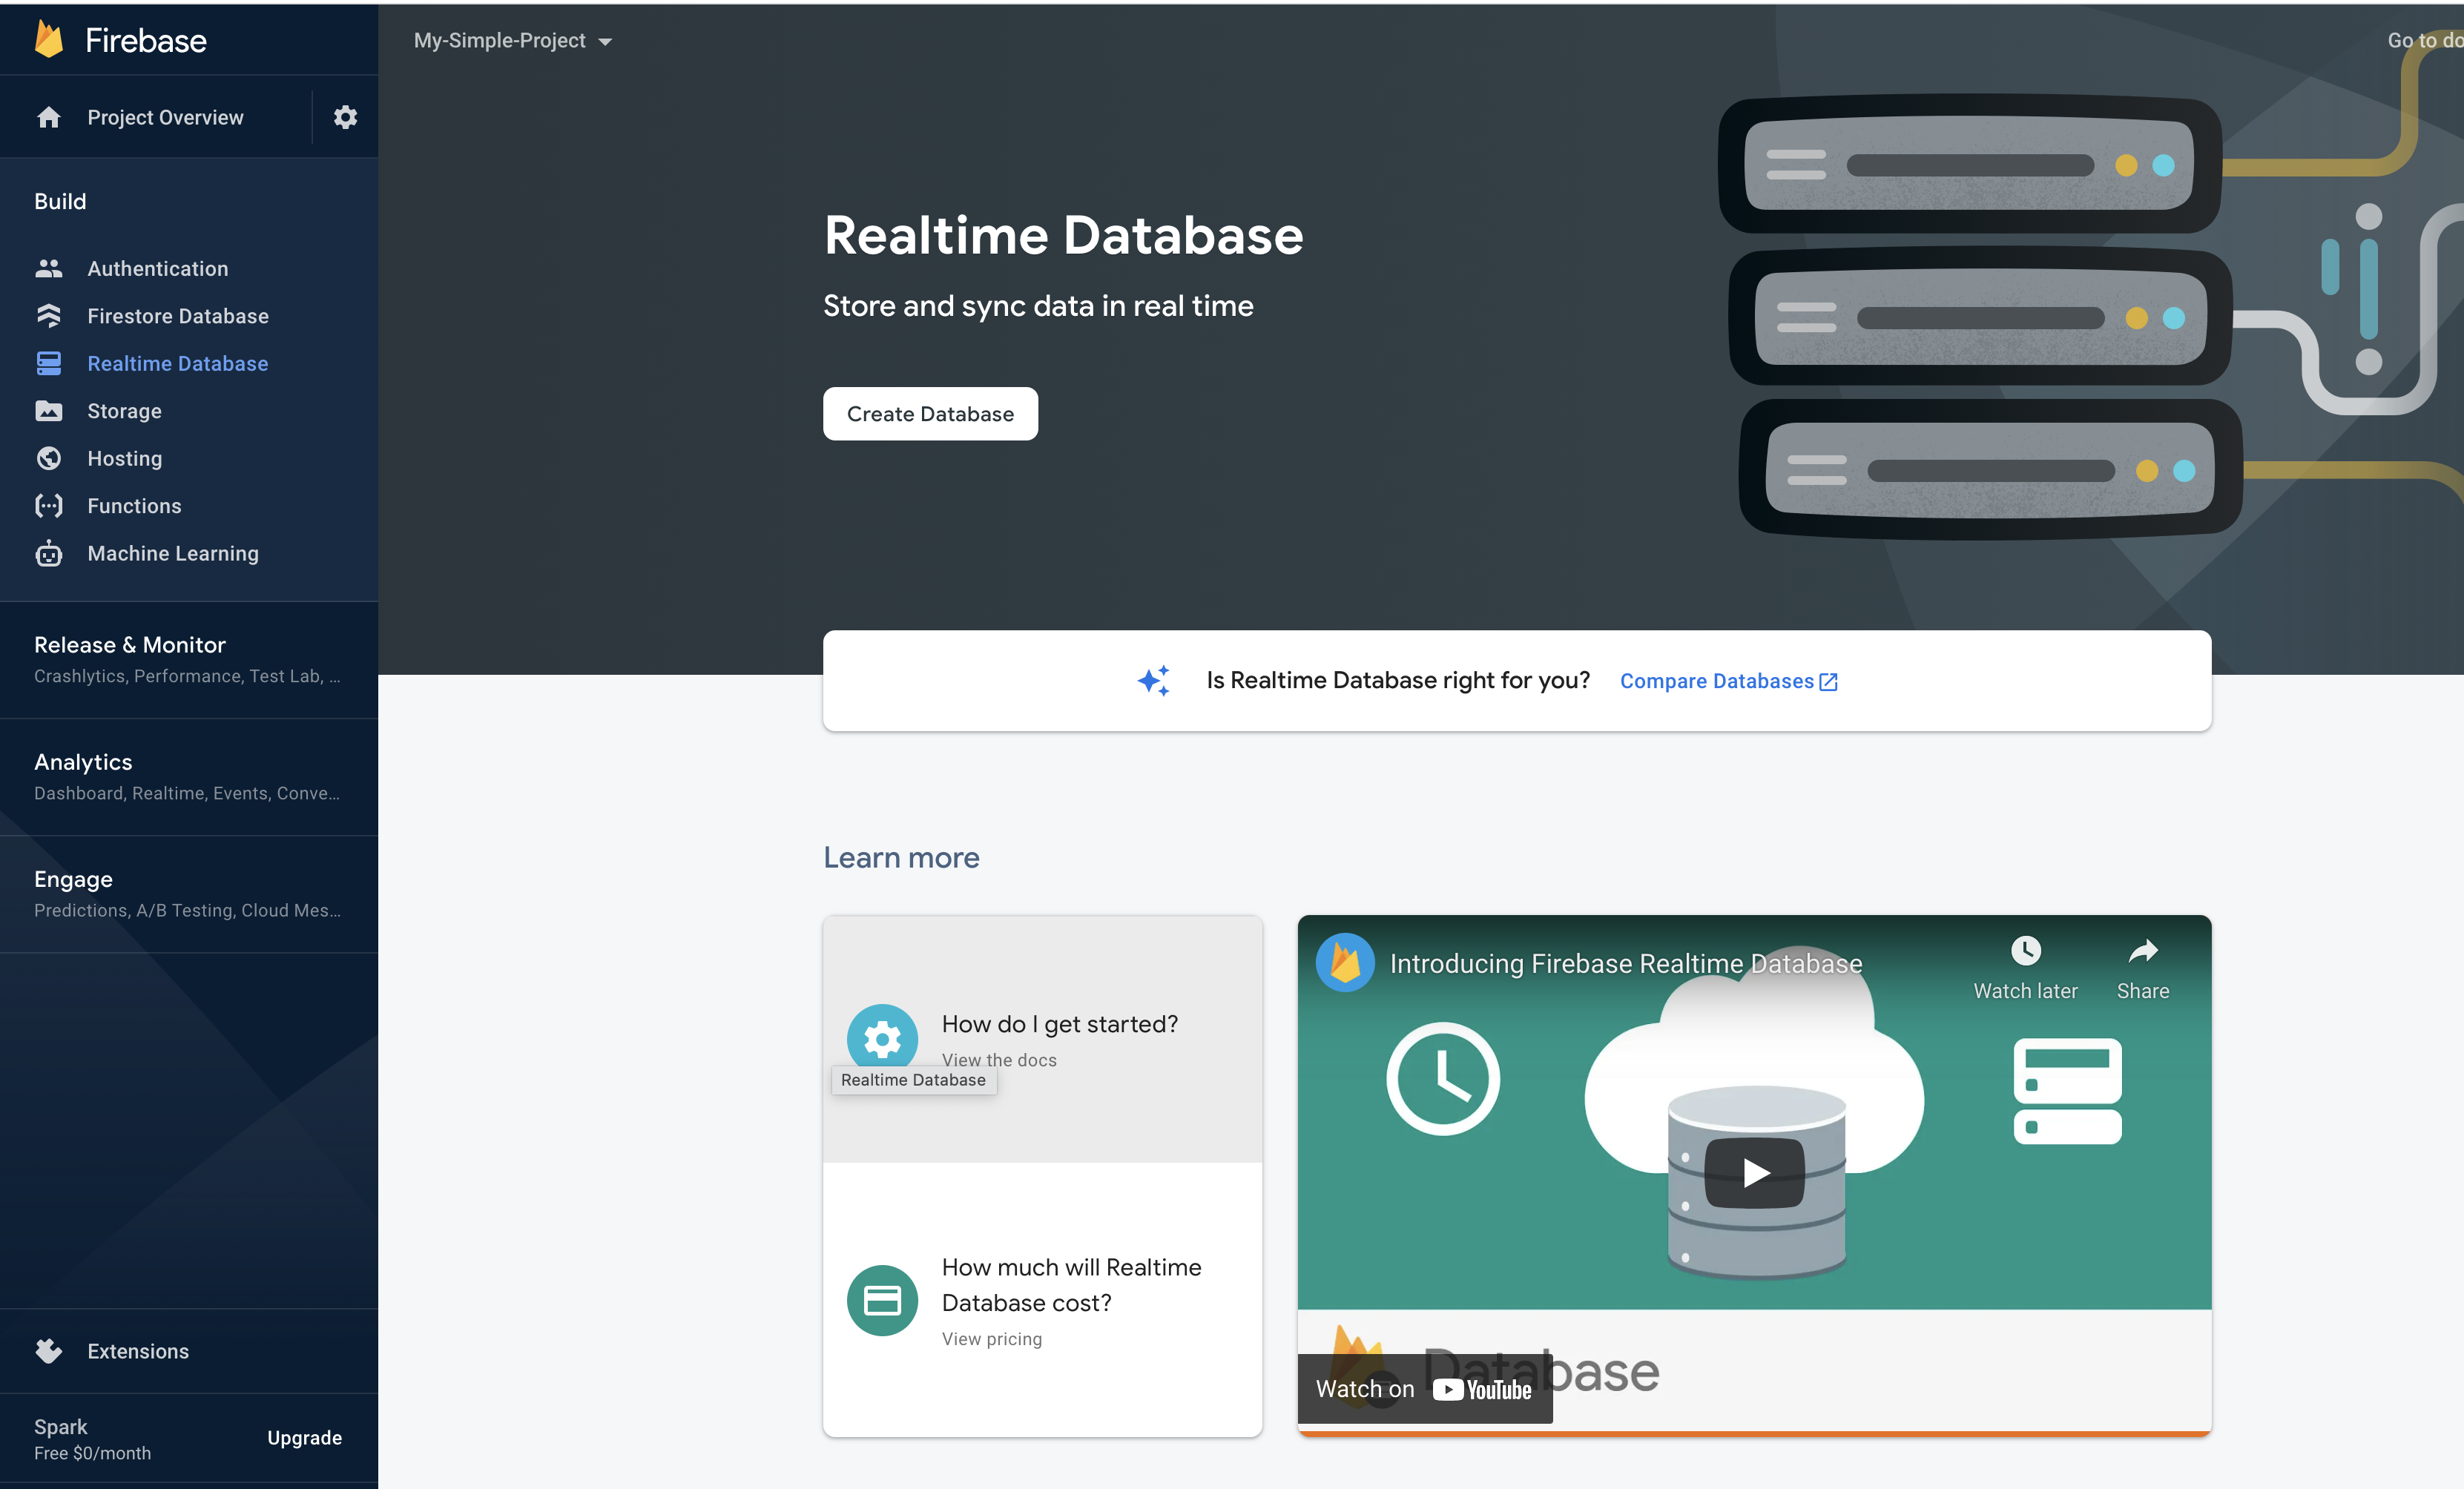 Firebase
Project Overview
Build
Authentication
Firestore Database
Realtime Database
Storage
Hosting
Functions
Machine Learning
Release & Monitor
Crashlytics, Performance, Test Lab, ...
Analytics
Dashboard, Realtime, Events, Conve...
Engage
Predictions, A/B Testing, Cloud Mes...
Extensions
Spark
Free $0/month
Upgrade
My-Simple-Project
Go to do
Realtime Database
Store and sync data in real time
Create Database
Is Realtime Database right for you? Compare Databases
Learn more
How do I get started?
View the docs
Realtime Database
How much will Realtime
Database cost?
View pricing
Introducing Firebase Realtime Database
Watch later
Share
Database
Watch on YouTube